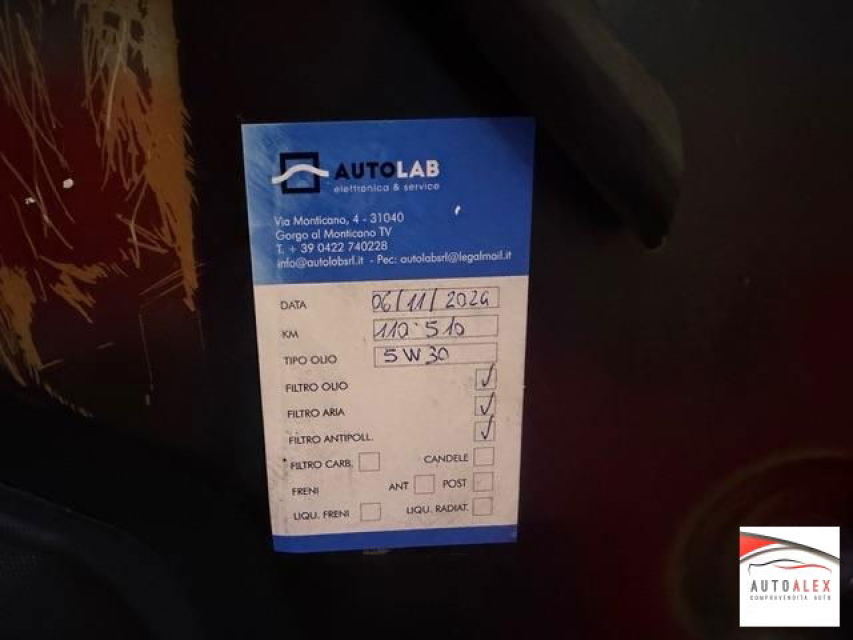 AUTOLAB
elettronica & service
Via Monticano, 4 - 31040
Gorgo al Monticano TV
T. + 39 0422 740228
info@autolabsrl.it - Pec: autolabsrl@legalmail.it
DATA 06/11/2024
KM 110.510
TIPO OLIO 5W30
FILTRO OLIO ✓
FILTRO ARIA ✓
FILTRO ANTIPOLL. ✓
FILTRO CARB. CANDELE
FRENI ANT POST
LIQU. FRENI LIQU. RADIAT.
AUTOALEX
COMPRAVENDITA AUTO